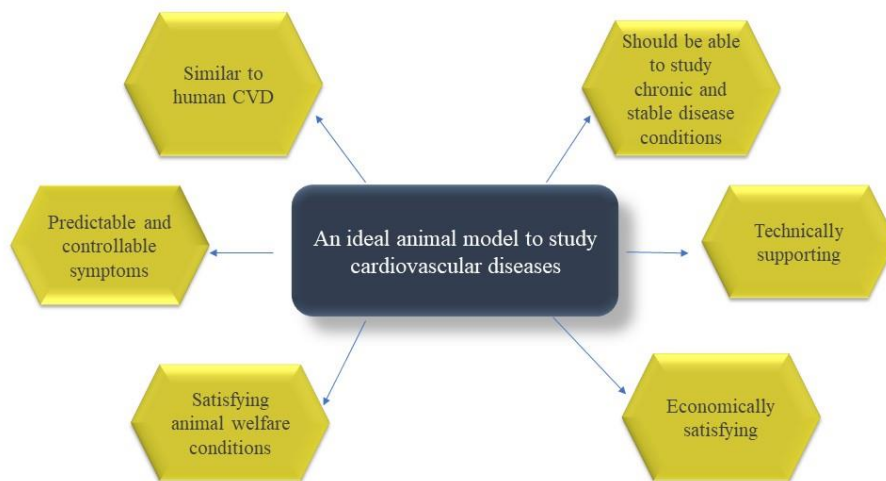 Similar to
human CVD
Should be able
to study
chronic and
stable disease
conditions
Predictable and
controllable
symptoms
An ideal animal model to study
cardiovascular diseases
Technically
supporting
Satisfying
animal welfare
conditions
Economically
satisfying